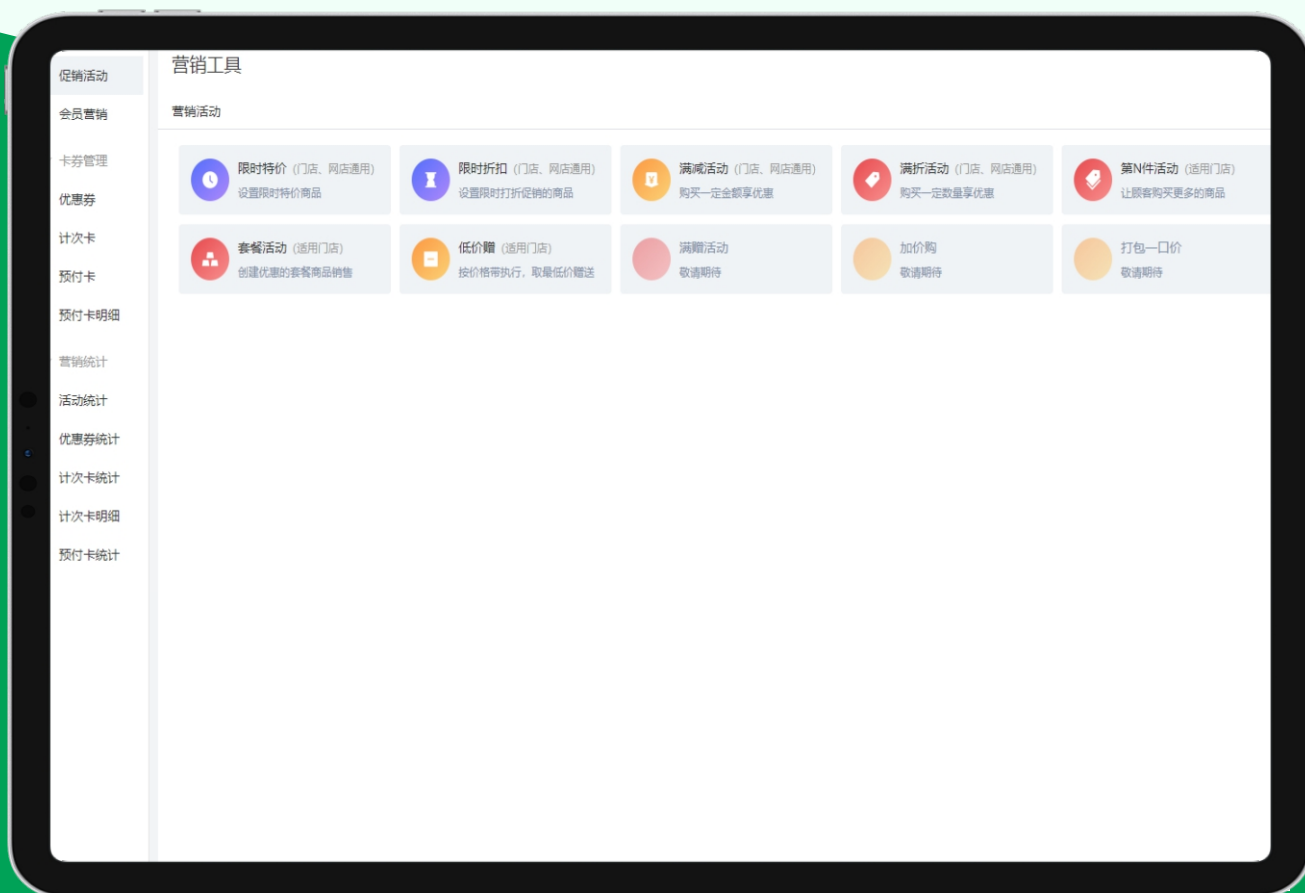 促销活动
会员营销
卡券管理
优惠券
计次卡
预付卡
预付卡明细
营销统计
活动统计
优惠券统计
计次卡统计
计次卡明细
预付卡统计
营销工具
营销活动
限时特价 (门店、网店通用)
设置限时特价商品
限时折扣 (门店、网店通用)
设置限时打折促销的商品
满减活动 (门店、网店通用)
购买一定金额享优惠
满折活动 (门店、网店通用)
购买一定数量享优惠
第N件活动 (适用门店)
让顾客购买更多的商品
套餐活动 (适用门店)
创建优惠的套餐商品销售
低价赠 (适用门店)
按价格带执行，取最低价赠送
满赠活动
敬请期待
加价购
敬请期待
打包一口价
敬请期待